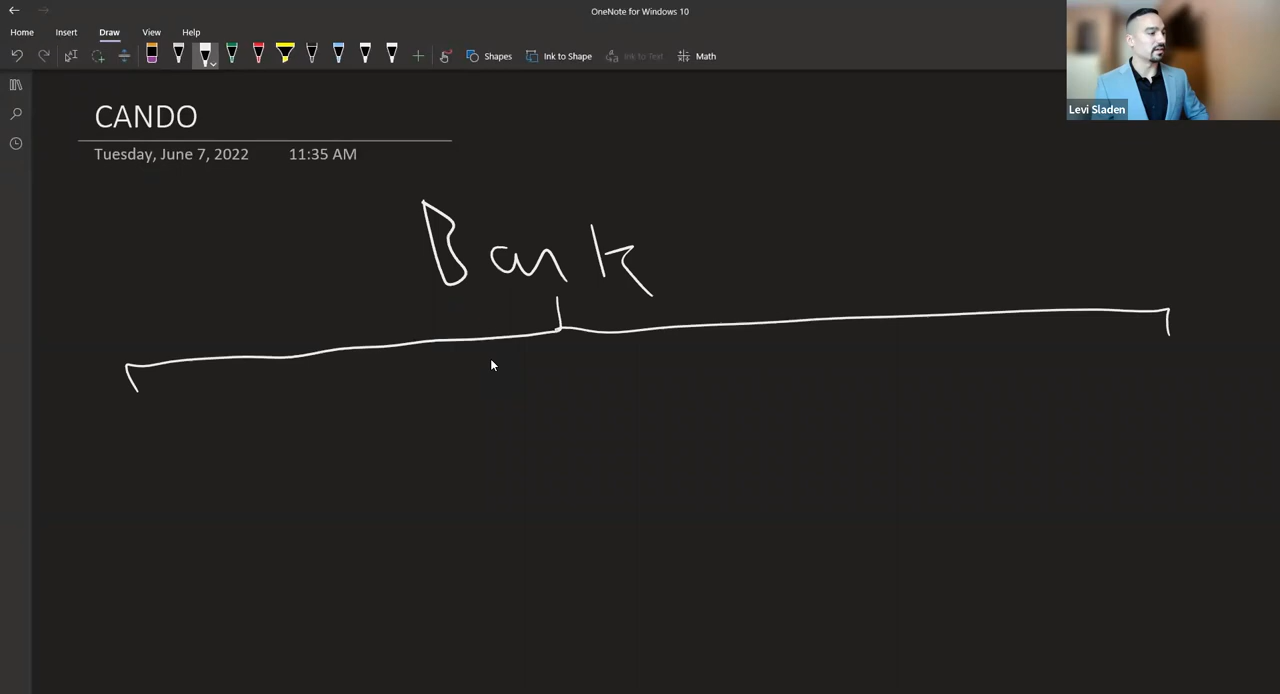 OneNote for Windows 10
Home Insert Draw View Help
Shapes Ink to Shape Ink to Text Math
Levi Sladen
CANDO
Tuesday, June 7, 2022 11:35 AM
Bank